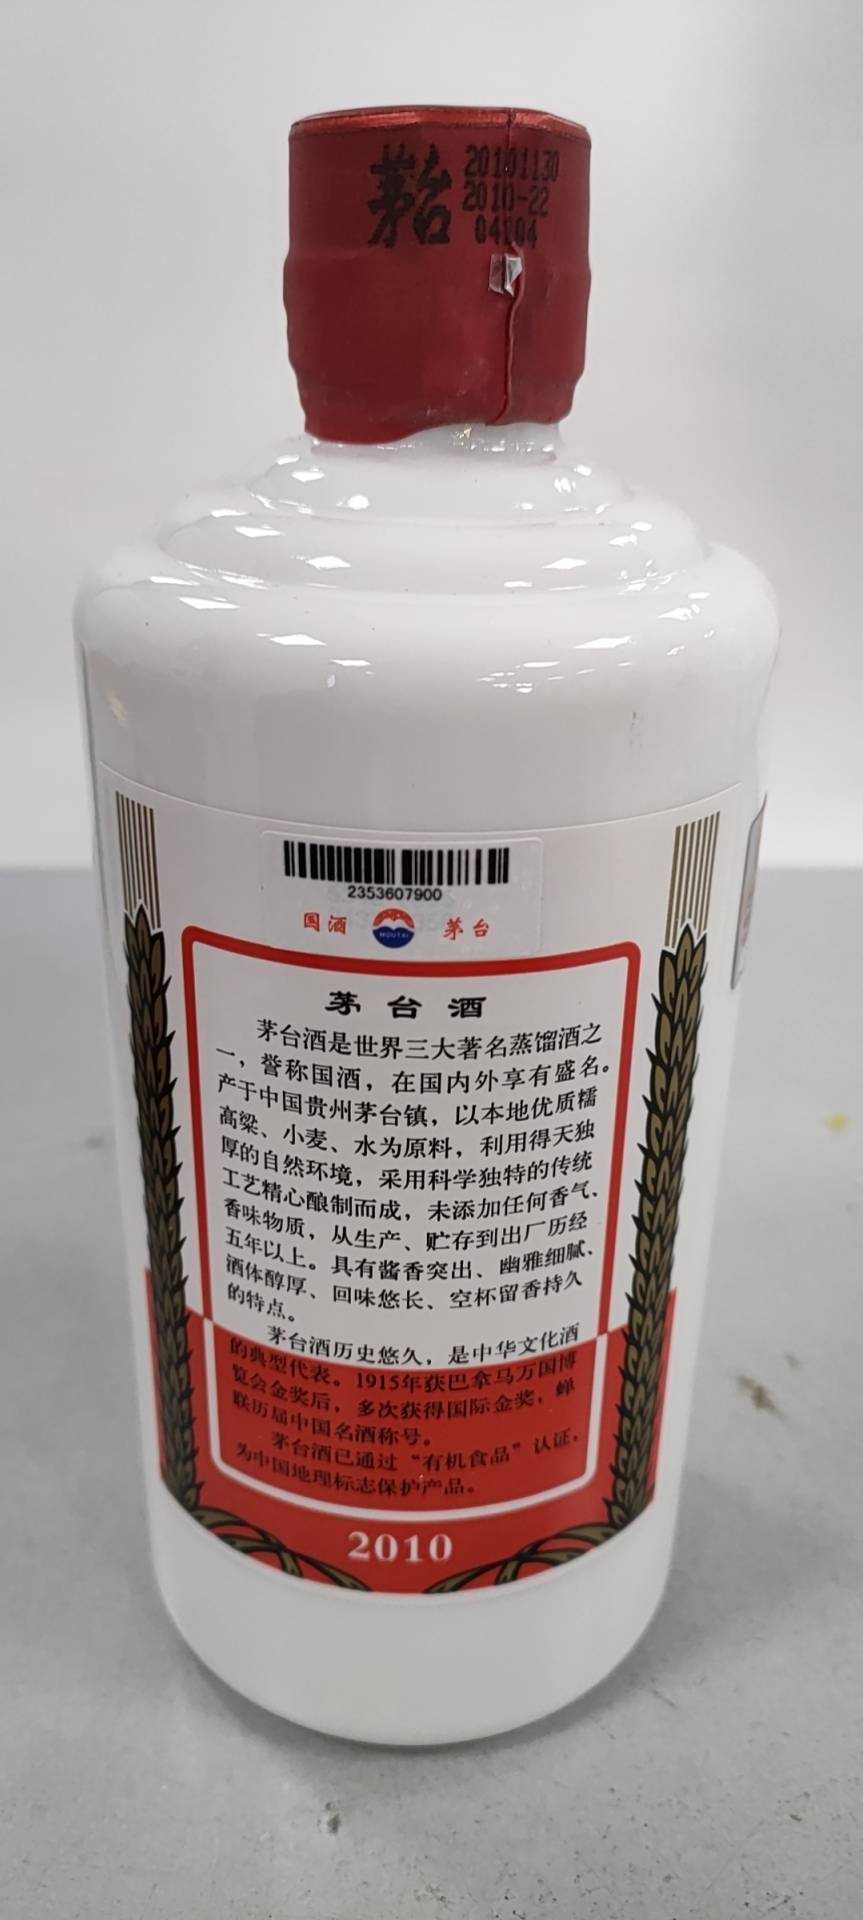 茅台
20101130
2010-22
04104
2353607900
国酒 MOUTAI 茅台
茅台酒
茅台酒是世界三大著名蒸馏酒之
一，誉称国酒，在国内外享有盛名。
产于中国贵州茅台镇，以本地优质糯
高粱、小麦、水为原料，利用得天独
厚的自然环境，采用科学独特的传统
工艺精心酿制而成，未添加任何香气、
香味物质，从生产、贮存到出厂历经
五年以上。具有酱香突出、幽雅细腻、
酒体醇厚、回味悠长、空杯留香持久
的特点。
茅台酒历史悠久，是中华文化酒
的典型代表。1915年获巴拿马万国博
览会金奖后，多次获得国际金奖，蝉
联历届中国名酒称号。
茅台酒已通过“有机食品”认证，
为中国地理标志保护产品。
2010